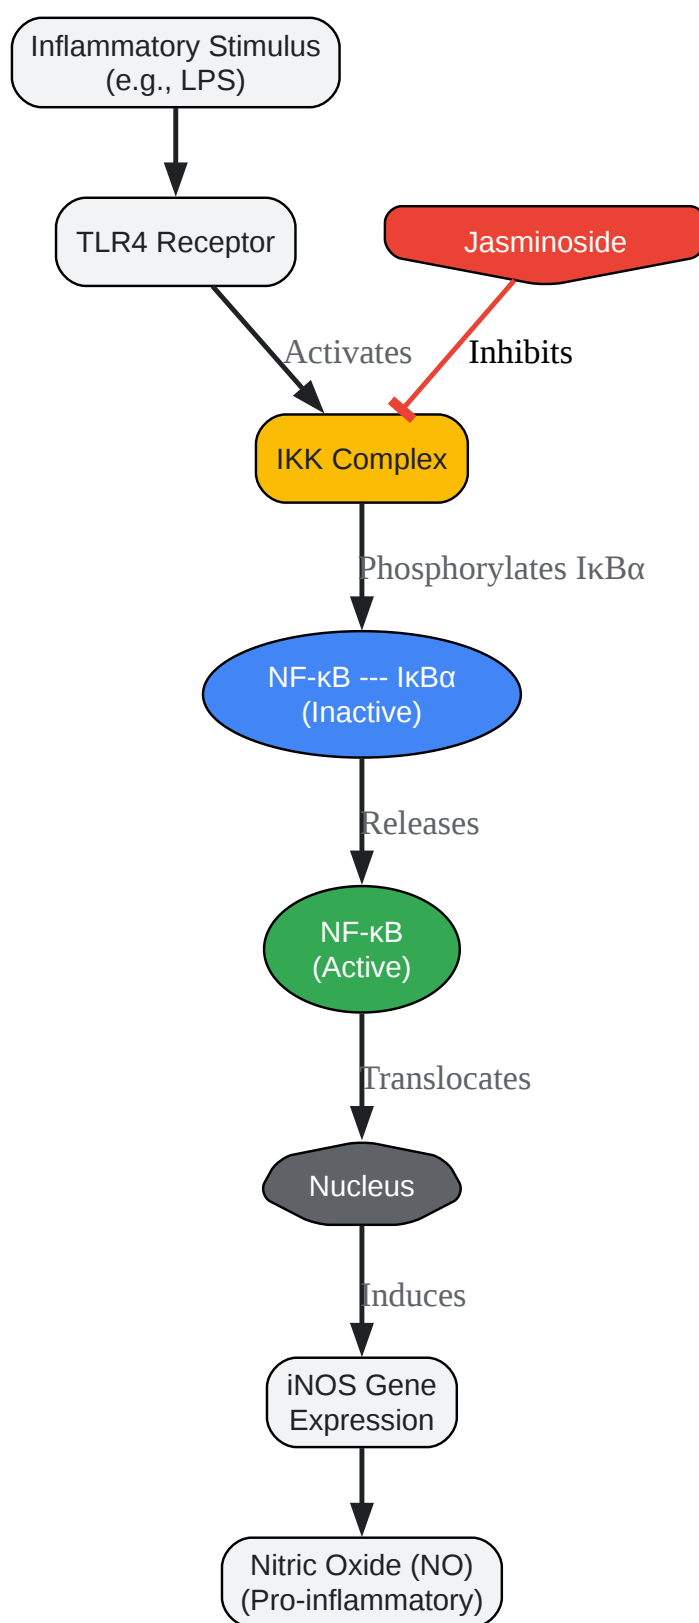 Inflammatory Stimulus
(e.g., LPS)
TLR4 Receptor
Jasminoside
Activates
Inhibits
IKK Complex
Phosphorylates IκBα
NF-κB --- IκBα
(Inactive)
Releases
NF-κB
(Active)
Translocates
Nucleus
Induces
iNOS Gene
Expression
Nitric Oxide (NO)
(Pro-inflammatory)